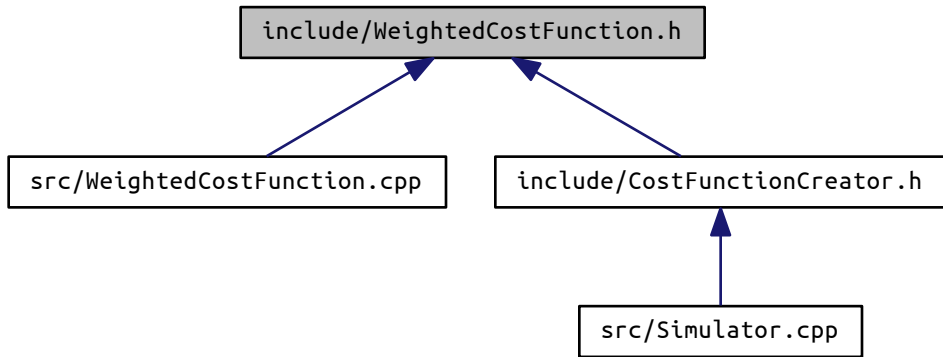 include/WeightedCostFunction.h
src/WeightedCostFunction.cpp
include/CostFunctionCreator.h
src/Simulator.cpp